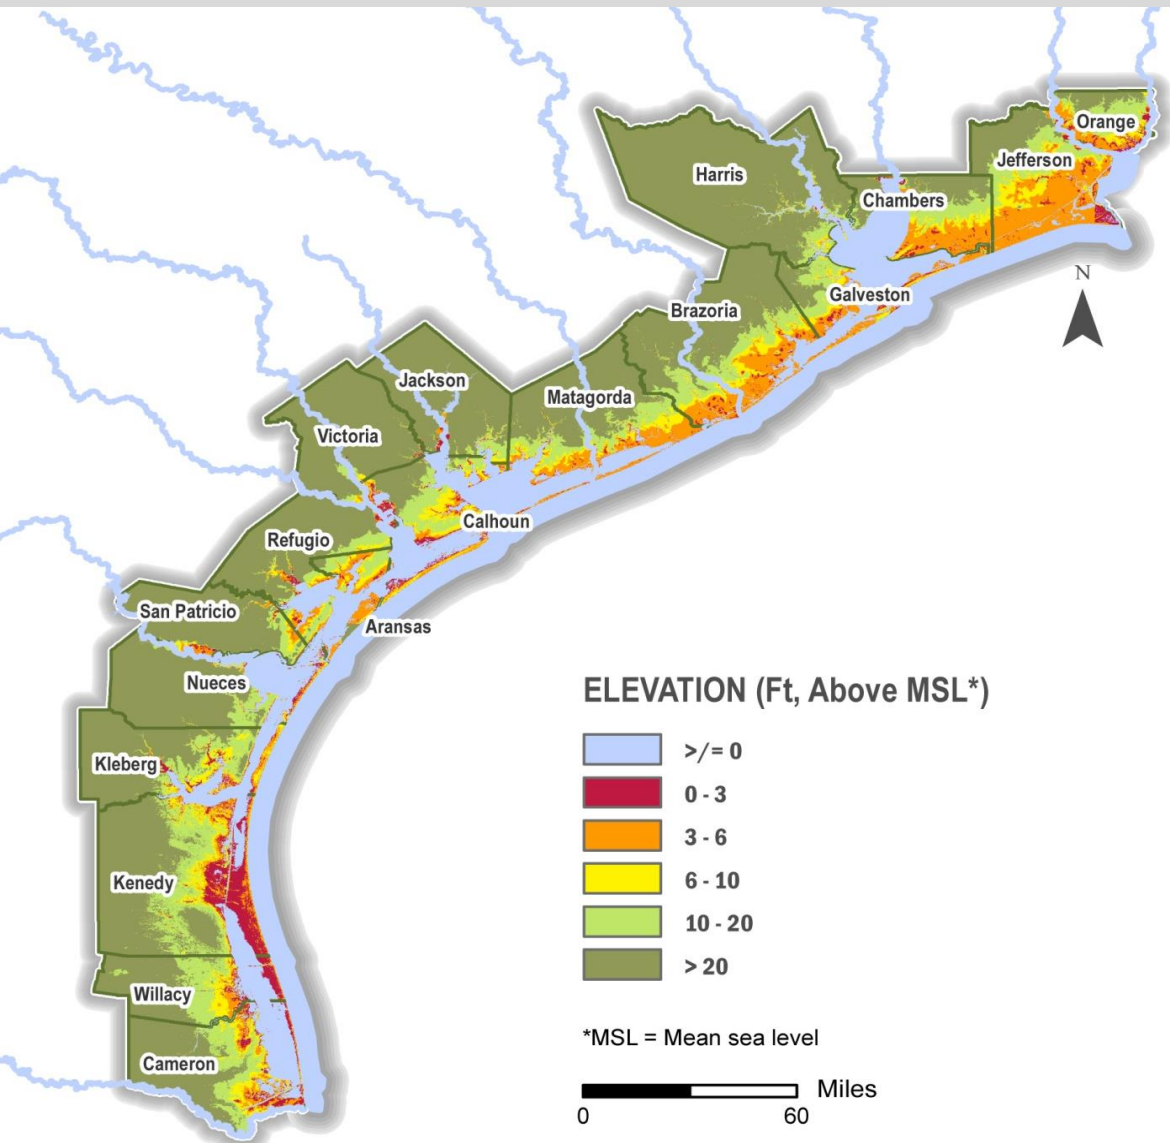 Orange
Jefferson
Harris
Chambers
N
Galveston
Brazoria
Jackson
Matagorda
Victoria
Calhoun
Refugio
San Patricio
Aransas
Nueces
ELEVATION (Ft, Above MSL*)
>/= 0
Kleberg
0 - 3
3 - 6
Kenedy
6 - 10
10 - 20
> 20
Willacy
*MSL = Mean sea level
Cameron
Miles
0 60